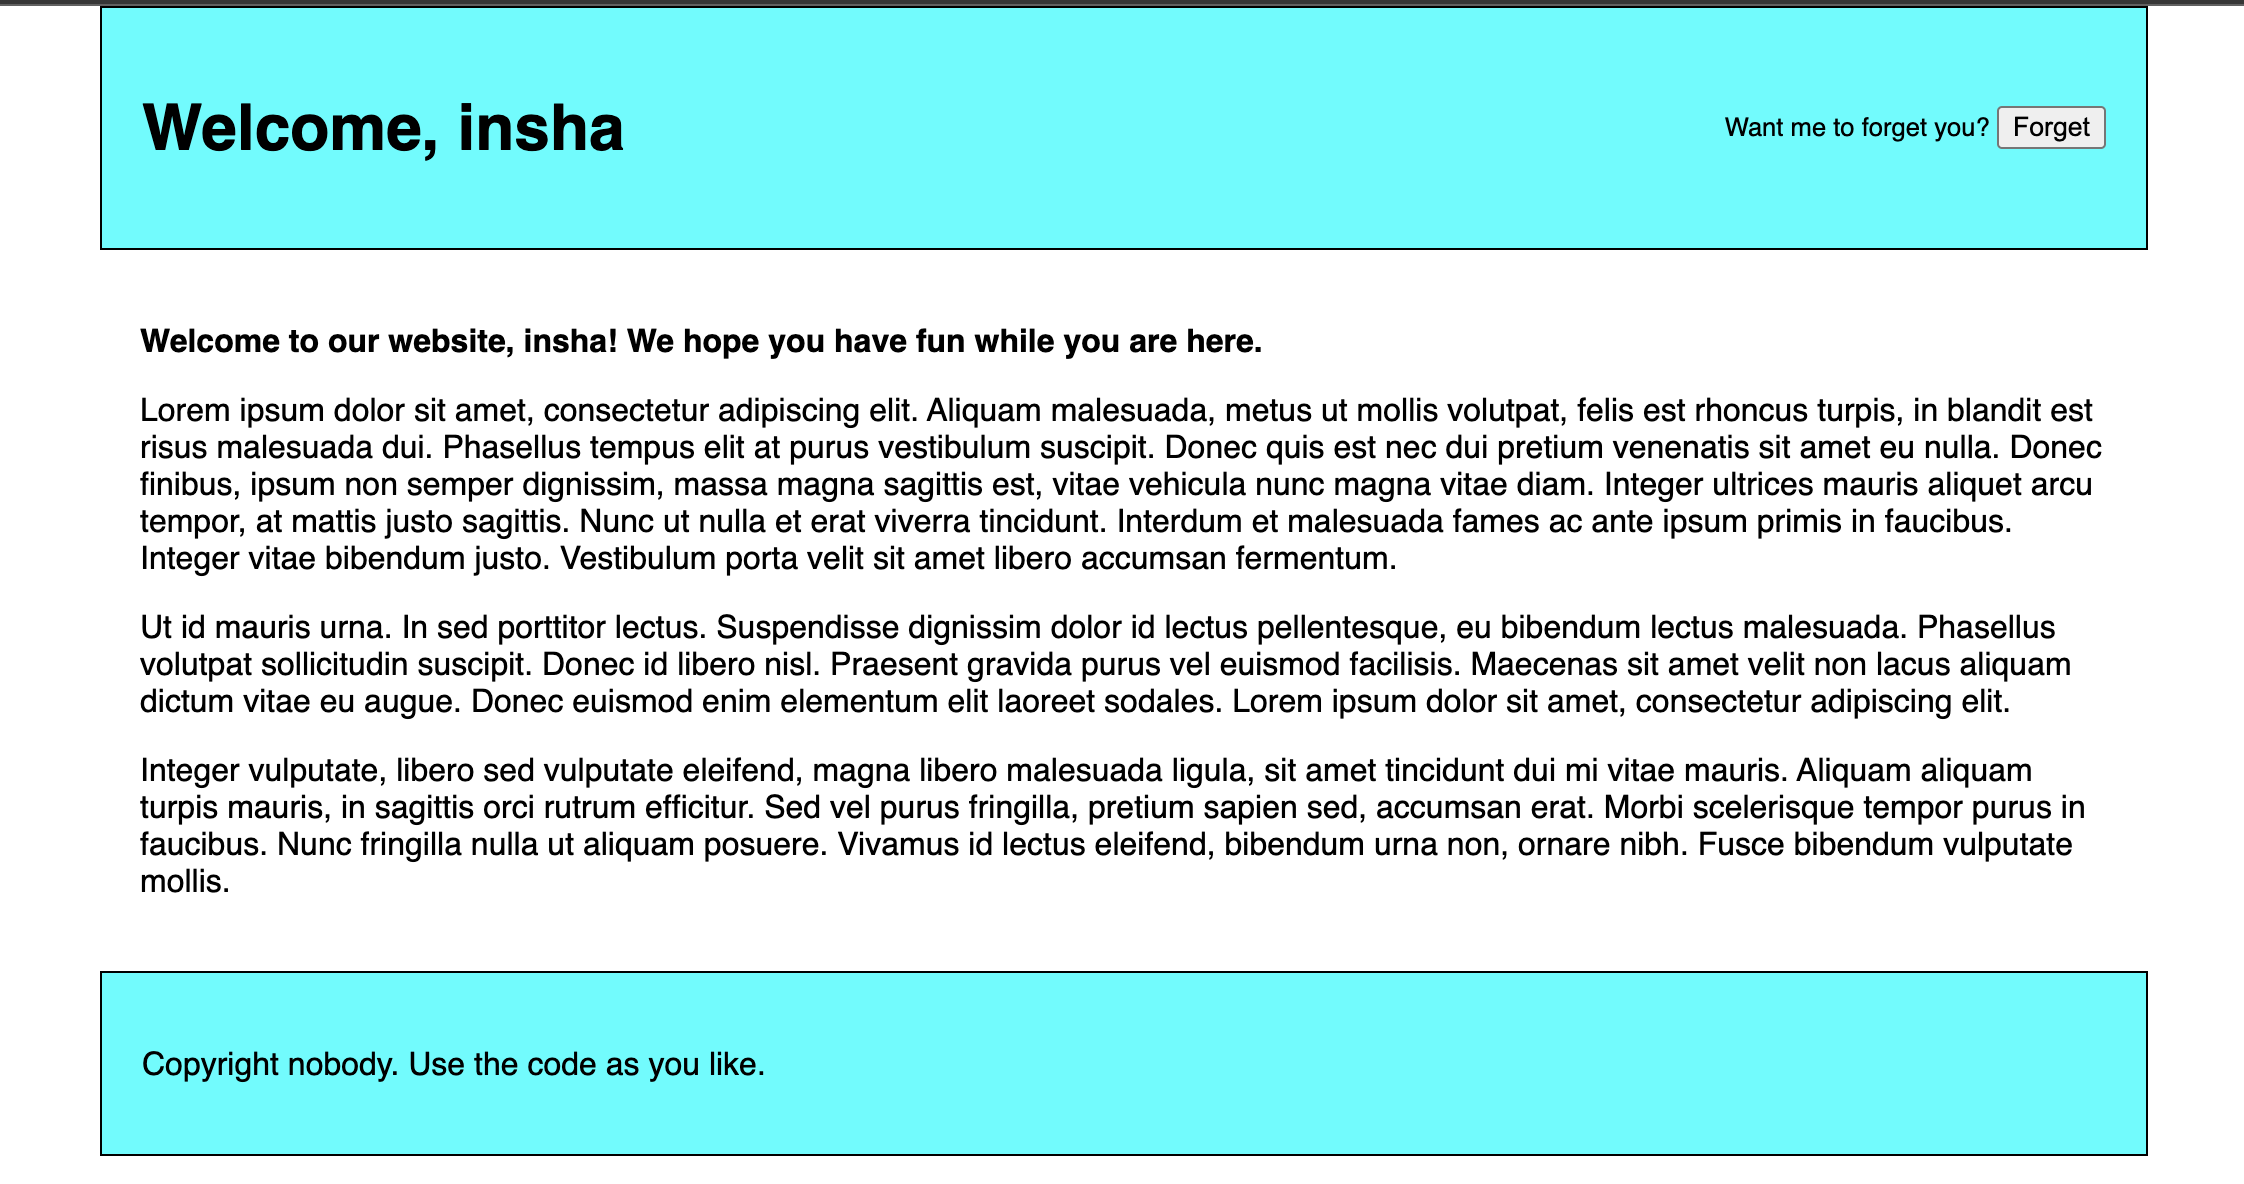 Welcome, insha
Want me to forget you? Forget
Welcome to our website, insha! We hope you have fun while you are here.
Lorem ipsum dolor sit amet, consectetur adipiscing elit. Aliquam malesuada, metus ut mollis volutpat, felis est rhoncus turpis, in blandit est
risus malesuada dui. Phasellus tempus elit at purus vestibulum suscipit. Donec quis est nec dui pretium venenatis sit amet eu nulla. Donec
finibus, ipsum non semper dignissim, massa magna sagittis est, vitae vehicula nunc magna vitae diam. Integer ultrices mauris aliquet arcu
tempor, at mattis justo sagittis. Nunc ut nulla et erat viverra tincidunt. Interdum et malesuada fames ac ante ipsum primis in faucibus.
Integer vitae bibendum justo. Vestibulum porta velit sit amet libero accumsan fermentum.
Ut id mauris urna. In sed porttitor lectus. Suspendisse dignissim dolor id lectus pellentesque, eu bibendum lectus malesuada. Phasellus
volutpat sollicitudin suscipit. Donec id libero nisl. Praesent gravida purus vel euismod facilisis. Maecenas sit amet velit non lacus aliquam
dictum vitae eu augue. Donec euismod enim elementum elit laoreet sodales. Lorem ipsum dolor sit amet, consectetur adipiscing elit.
Integer vulputate, libero sed vulputate eleifend, magna libero malesuada ligula, sit amet tincidunt dui mi vitae mauris. Aliquam aliquam
turpis mauris, in sagittis orci rutrum efficitur. Sed vel purus fringilla, pretium sapien sed, accumsan erat. Morbi scelerisque tempor purus in
faucibus. Nunc fringilla nulla ut aliquam posuere. Vivamus id lectus eleifend, bibendum urna non, ornare nibh. Fusce bibendum vulputate
mollis.
Copyright nobody. Use the code as you like.